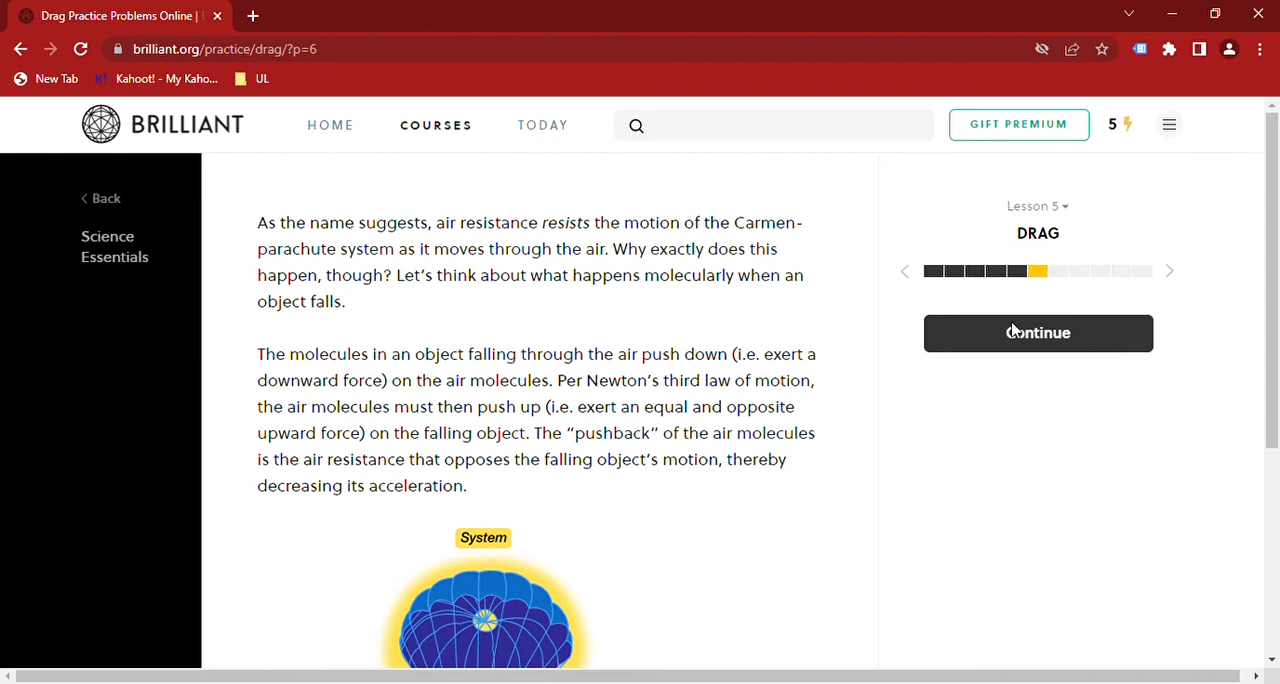 Drag Practice Problems Online |
brilliant.org/practice/drag/?p=6
New Tab
Kahoot! - My Kaho...
UL
BRILLIANT
HOME
COURSES
TODAY
GIFT PREMIUM
5
Back
Science
Essentials
As the name suggests, air resistance resists the motion of the Carmen-
parachute system as it moves through the air. Why exactly does this
happen, though? Let's think about what happens molecularly when an
object falls.
The molecules in an object falling through the air push down (i.e. exert a
downward force) on the air molecules. Per Newton's third law of motion,
the air molecules must then push up (i.e. exert an equal and opposite
upward force) on the falling object. The "pushback" of the air molecules
is the air resistance that opposes the falling object's motion, thereby
decreasing its acceleration.
System
Lesson 5
DRAG
Continue